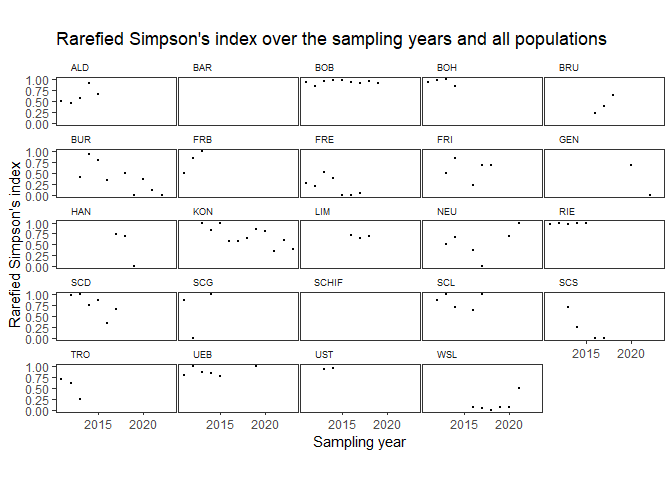 Rarefied Simpson's index over the sampling years and all populations
ALD BAR BOB BOH BRU
1.00
0.75
0.50
0.25
0.00
BUR FRB FRE FRI GEN
1.00
0.75
0.50
0.25
0.00
HAN KON LIM NEU RIE
1.00
0.75
0.50
0.25
0.00
SCD SCG SCHIF SCL SCS
1.00
0.75
0.50
0.25
0.00
2015 2020
TRO UEB UST WSL
1.00
0.75
0.50
0.25
0.00
2015 2020 2015 2020 2015 2020 2015 2020
Sampling year
Rarefied Simpson's index